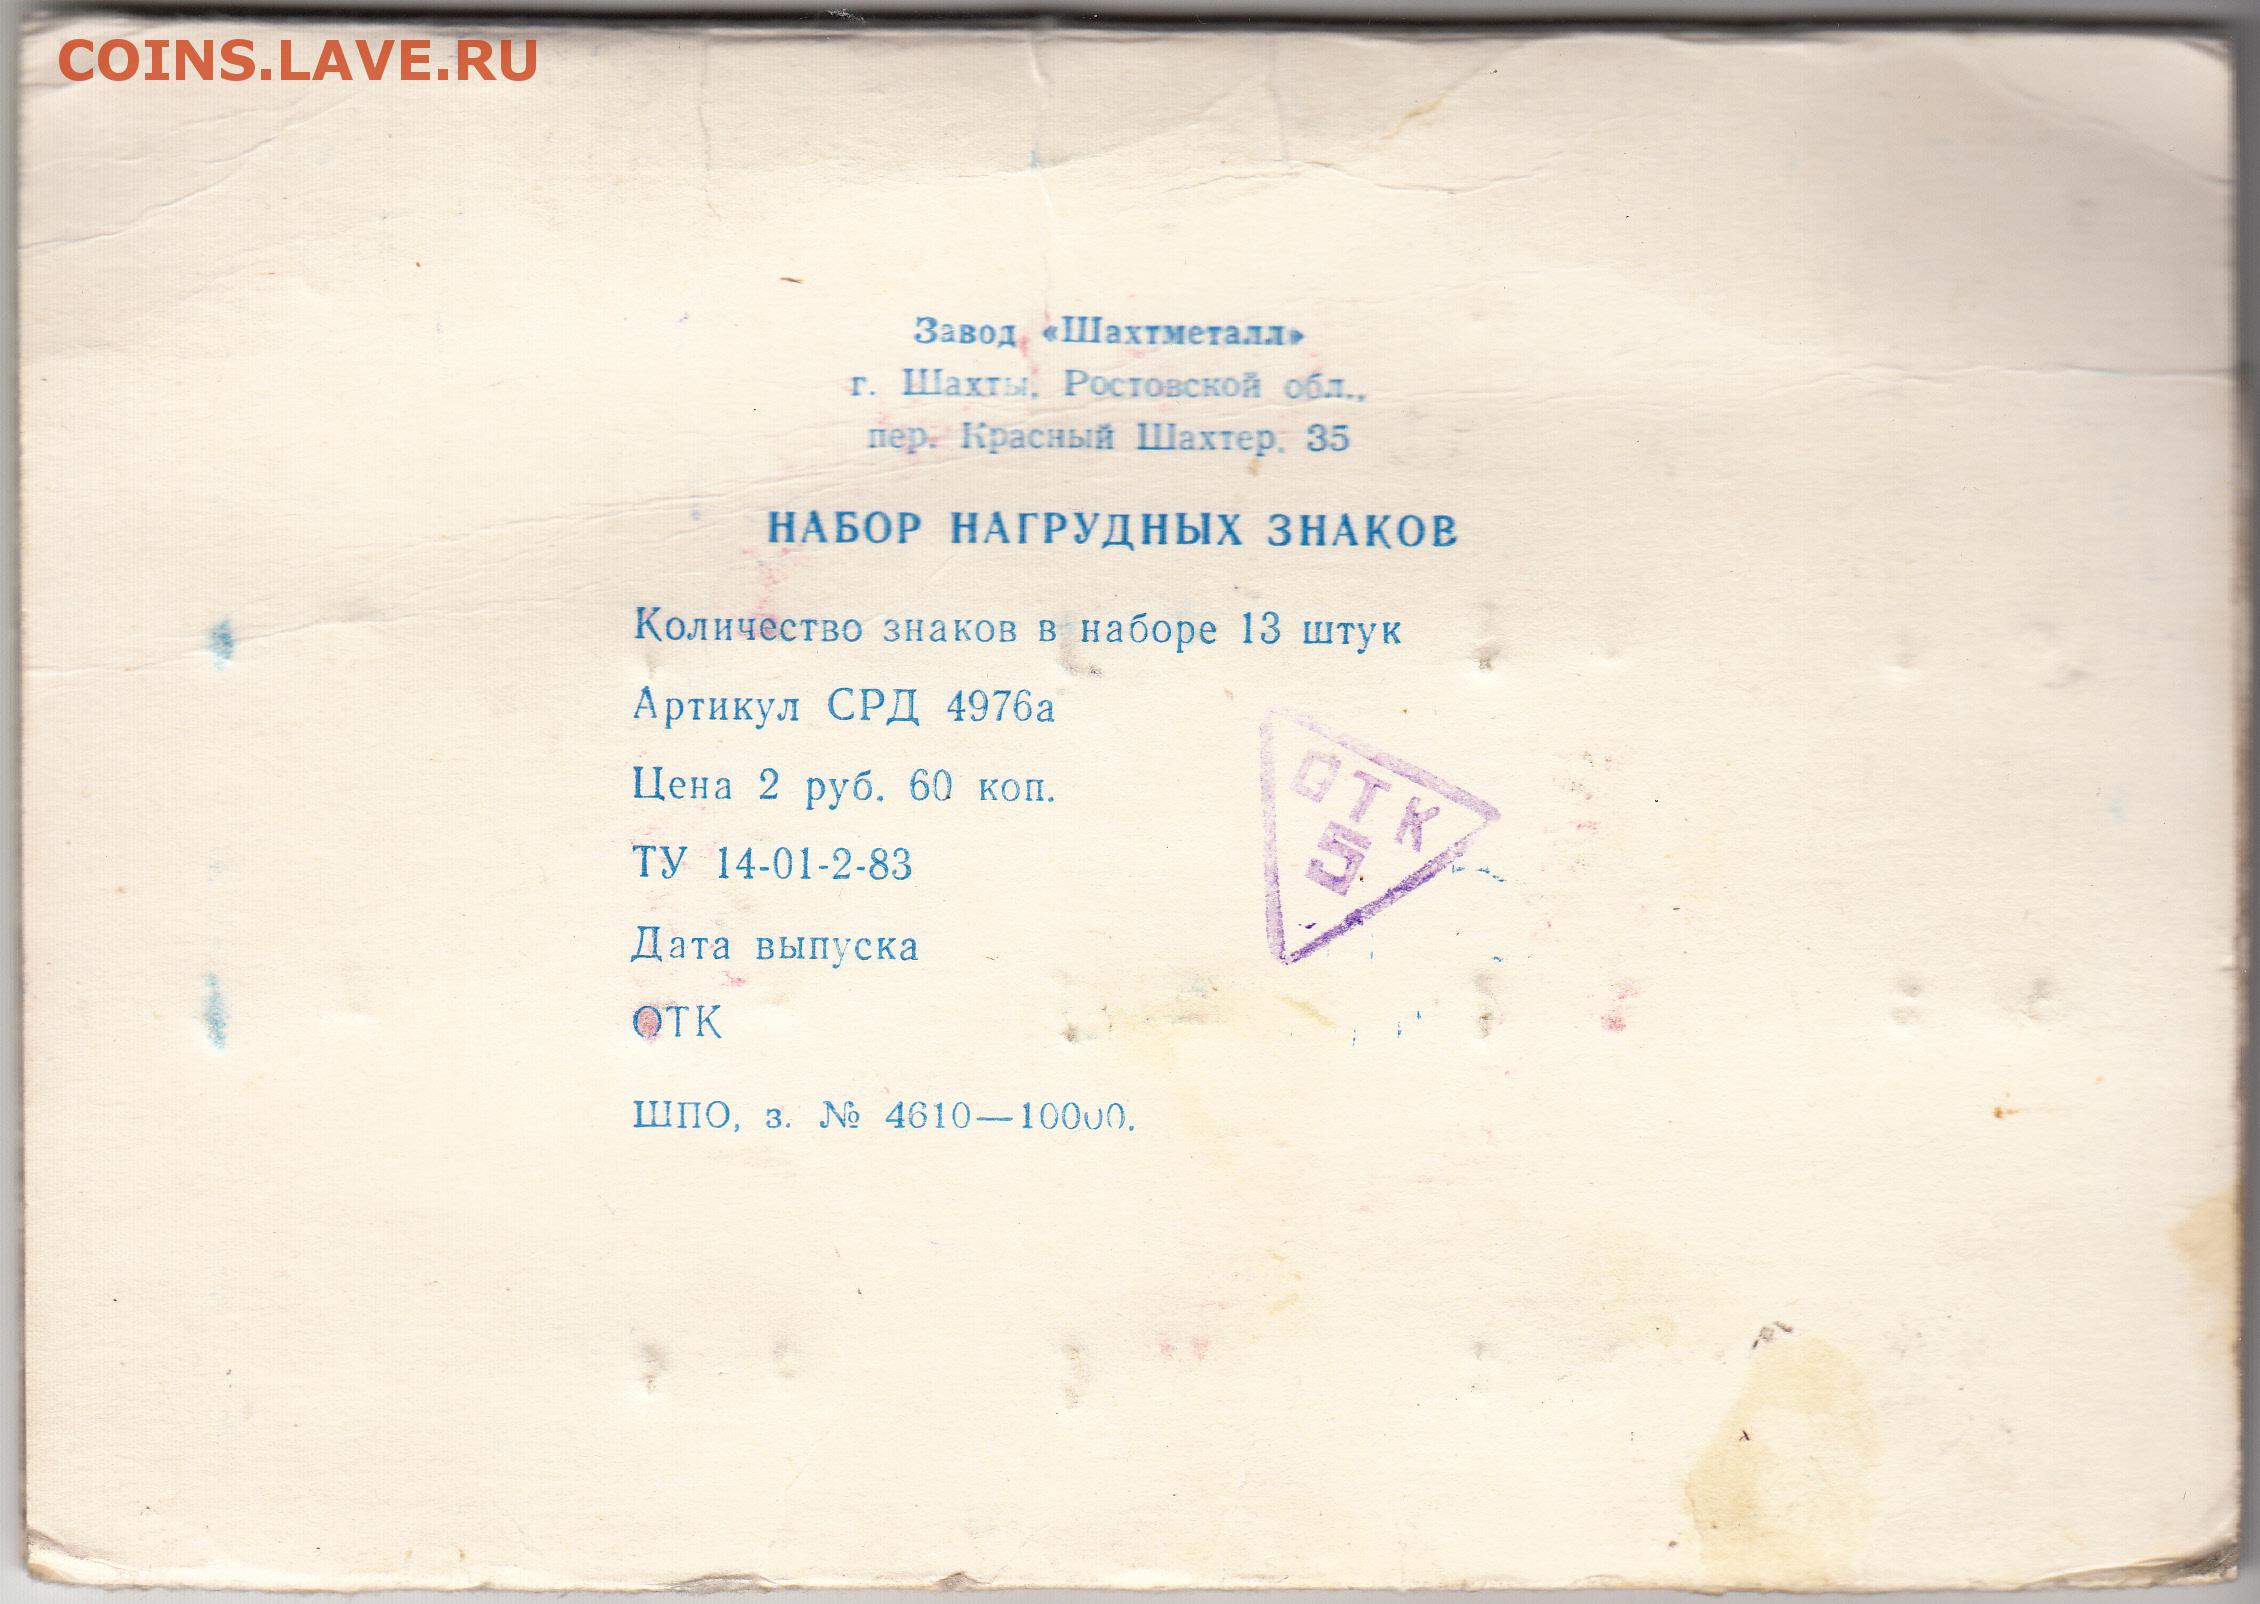 COINS.LAVE.RU
Завод «Шахтметалл»
г. Шахты, Ростовской обл.,
пер. Красный Шахтер, 35
НАБОР НАГРУДНЫХ ЗНАКОВ
Количество знаков в наборе 13 штук
Артикул СРД 4976а
Цена 2 руб. 60 коп.
ОТК
5
ТУ 14-01-2-83
Дата выпуска
ОТК
ШПО, з. № 4610—10000.